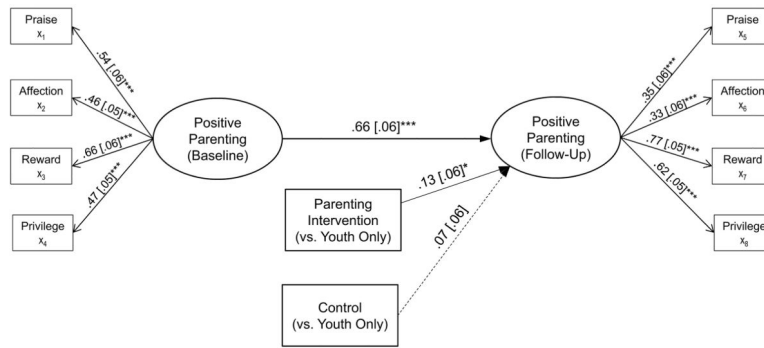 Praise
x1
Affection
x2
Reward
x3
Privilege
x4
.54 [.06]***
.46 [.05]***
.66 [.06]***
.47 [.05]***
Positive
Parenting
(Baseline)
.66 [.06]***
Positive
Parenting
(Follow-Up)
.13 [.06]*
Parenting
Intervention
(vs. Youth Only)
.07 [.06]
Control
(vs. Youth Only)
.35 [.06]***
.33 [.06]***
.77 [.05]***
.62 [.05]***
Praise
x5
Affection
x6
Reward
x7
Privilege
x8